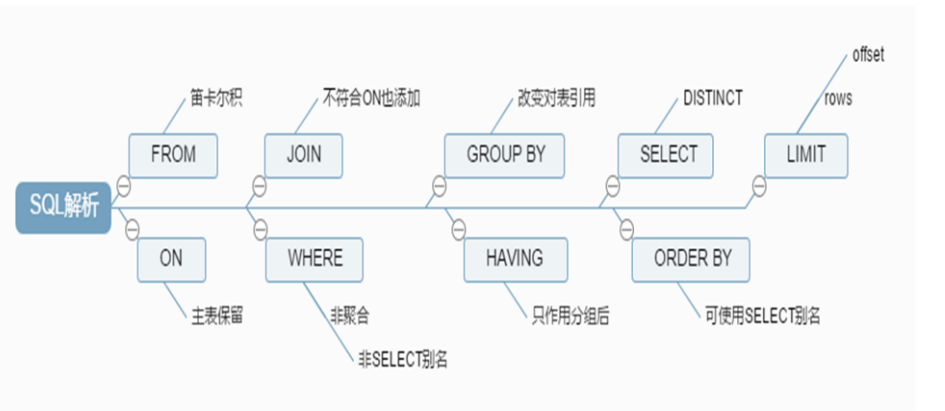 offset
笛卡尔积
不符合ON也添加
改变对表引用
DISTINCT
rows
FROM
JOIN
GROUP BY
SELECT
LIMIT
SQL解析
ON
WHERE
HAVING
ORDER BY
主表保留
非聚合
只作用分组后
可使用SELECT别名
非SELECT别名